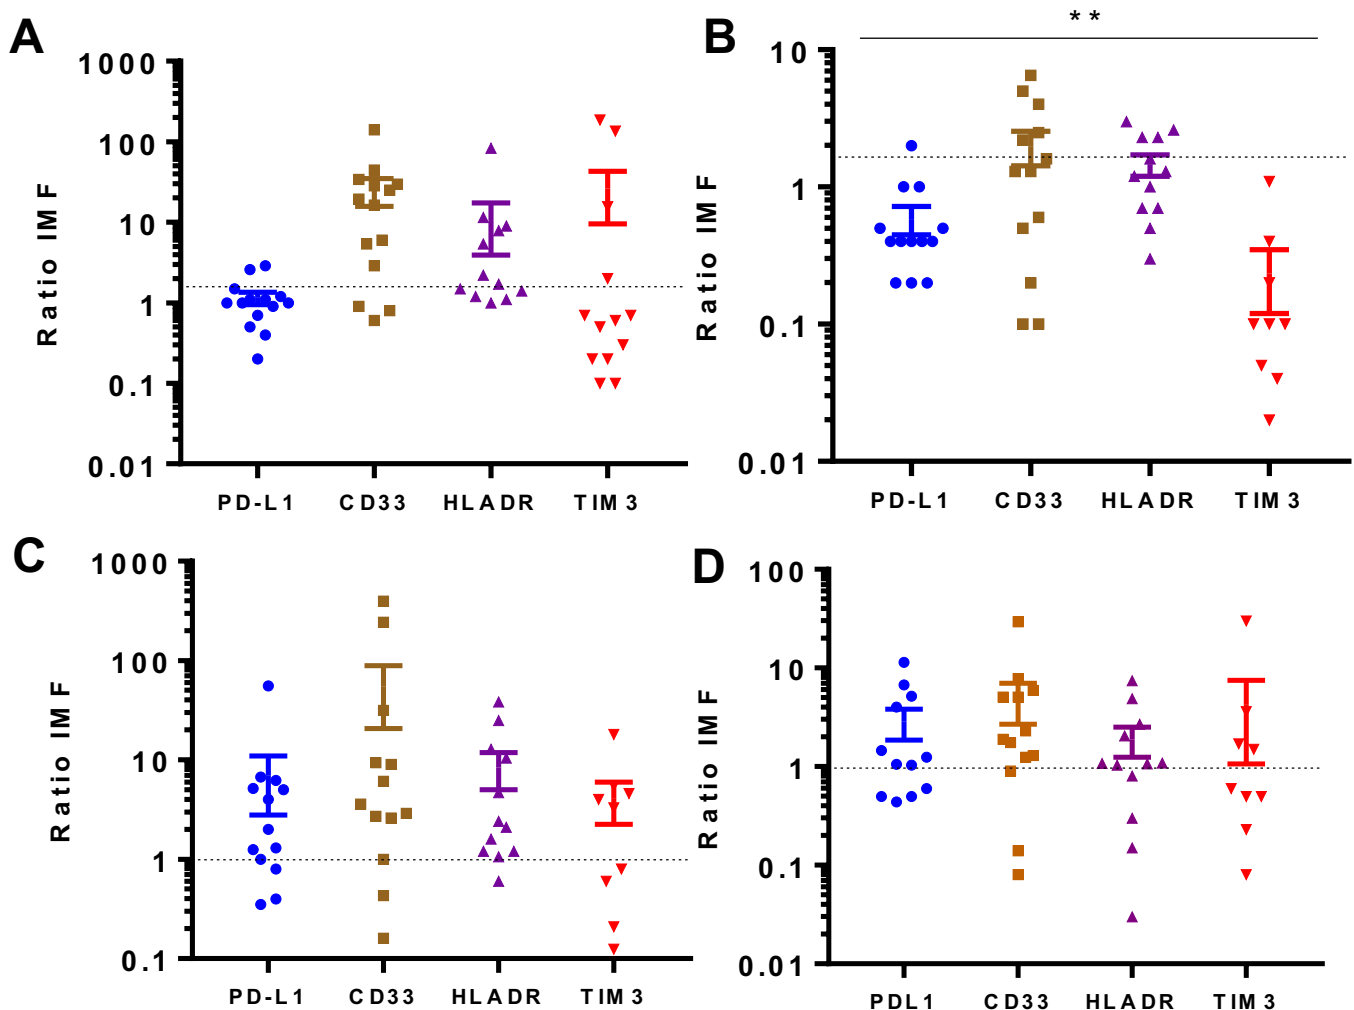 A
1000
100
10
1
0.1
0.01
Ratio IMF
PD-L1 CD33 HLADR TIM3
B
**
10
1
0.1
0.01
Ratio IMF
PD-L1 CD33 HLADR TIM3
C
1000
100
10
1
0.1
Ratio IMF
PD-L1 CD33 HLADR TIM3
D
100
10
1
0.1
0.01
Ratio IMF
PDL1 CD33 HLADR TIM3